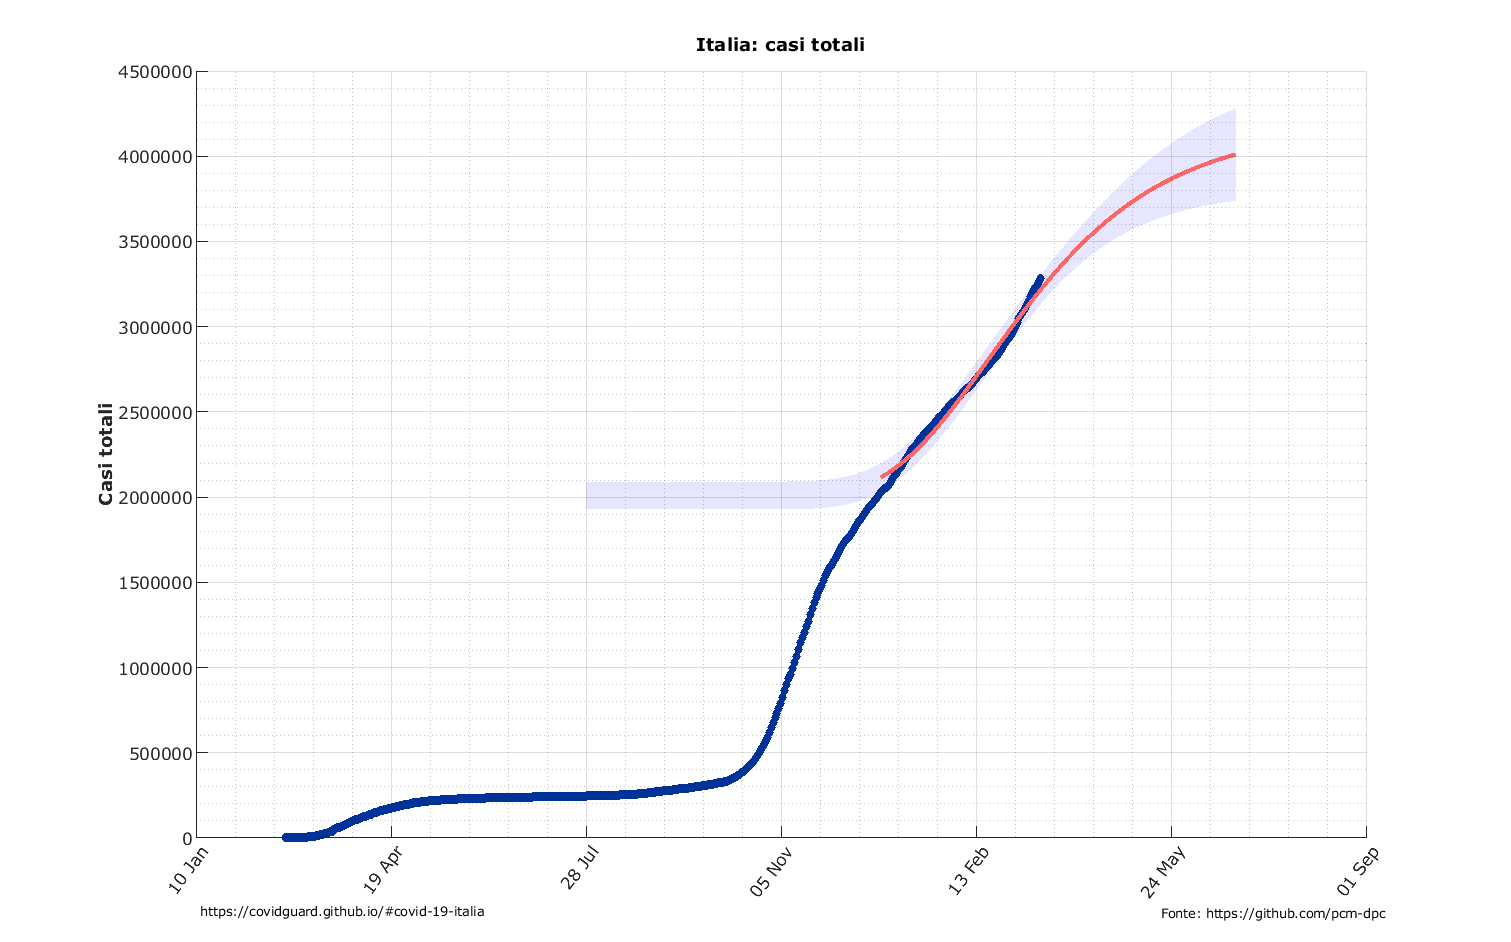 Italia: casi totali
4500000
4000000
3500000
3000000
2500000
2000000
1500000
1000000
500000
0
Casi totali
10 Jan
19 Apr
28 Jul
05 Nov
13 Feb
24 May
01 Sep
https://covidguard.github.io/#covid-19-italia
Fonte: https://github.com/pcm-dpc